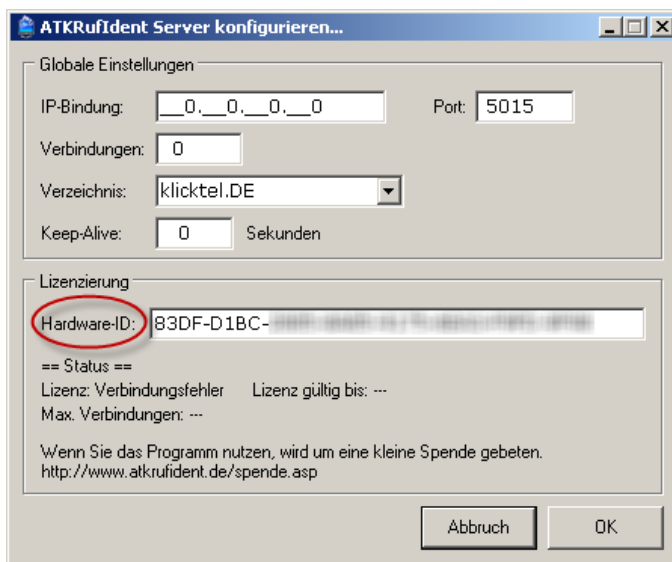 ATKRufIdent Server konfigurieren...
Globale Einstellungen
IP-Bindung: __0.__0.__0.__0 Port: 5015
Verbindungen: 0
Verzeichnis: klicktel.DE
Keep-Alive: 0 Sekunden
Lizenzierung
Hardware-ID: 83DF-D1BC-
== Status ==
Lizenz: Verbindungsfehler Lizenz gültig bis: ---
Max. Verbindungen: ---
Wenn Sie das Programm nutzen, wird um eine kleine Spende gebeten.
http://www.atkrufident.de/spende.asp
Abbruch OK